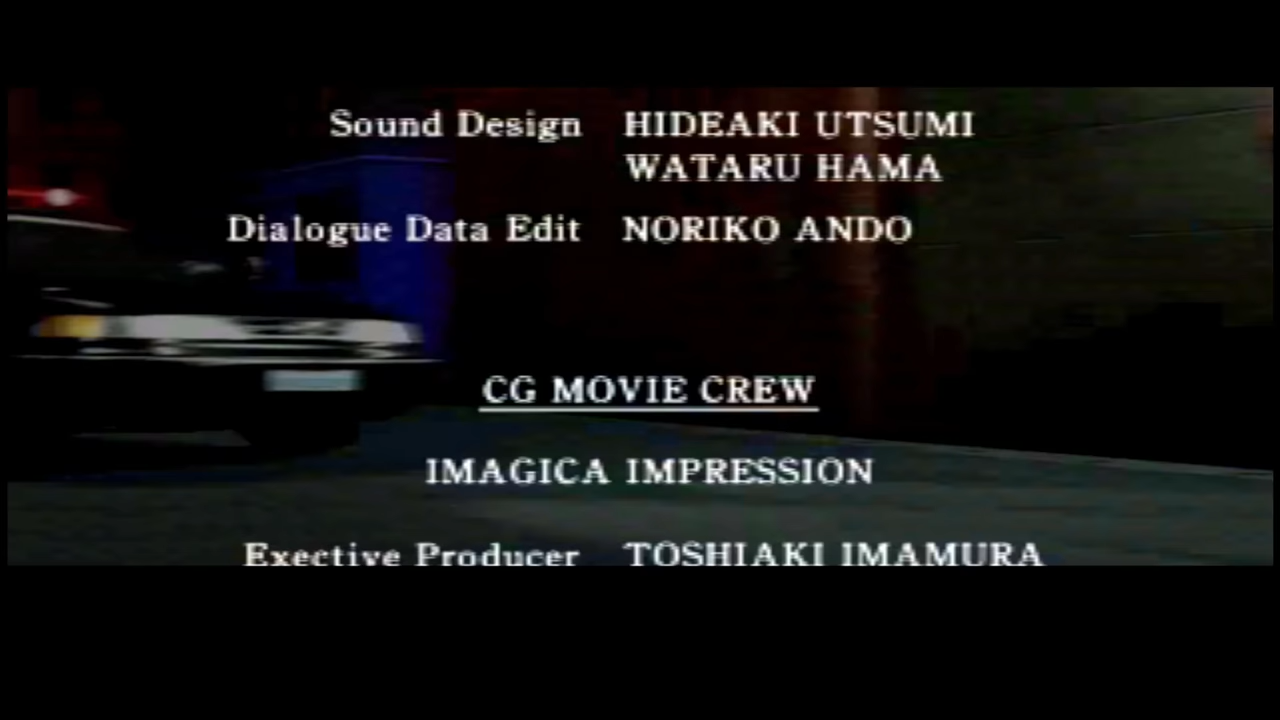 Sound Design HIDEAKI UTSUMI
WATARU HAMA
Dialogue Data Edit NORIKO ANDO
CG MOVIE CREW
IMAGICA IMPRESSION
Exective Producer TOSHIAKI IMAMURA